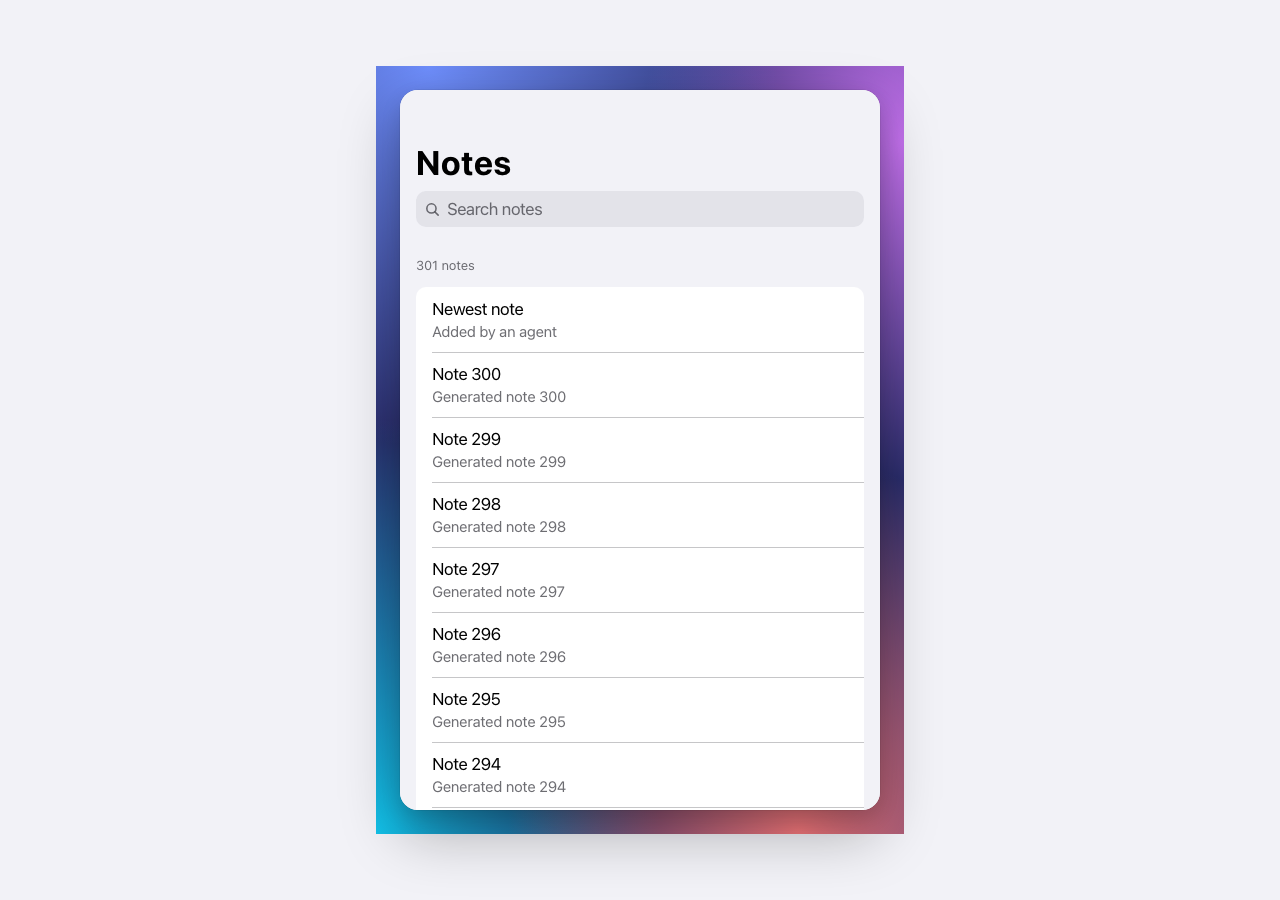 Notes
Search notes
301 notes
Newest note
Added by an agent
Note 300
Generated note 300
Note 299
Generated note 299
Note 298
Generated note 298
Note 297
Generated note 297
Note 296
Generated note 296
Note 295
Generated note 295
Note 294
Generated note 294